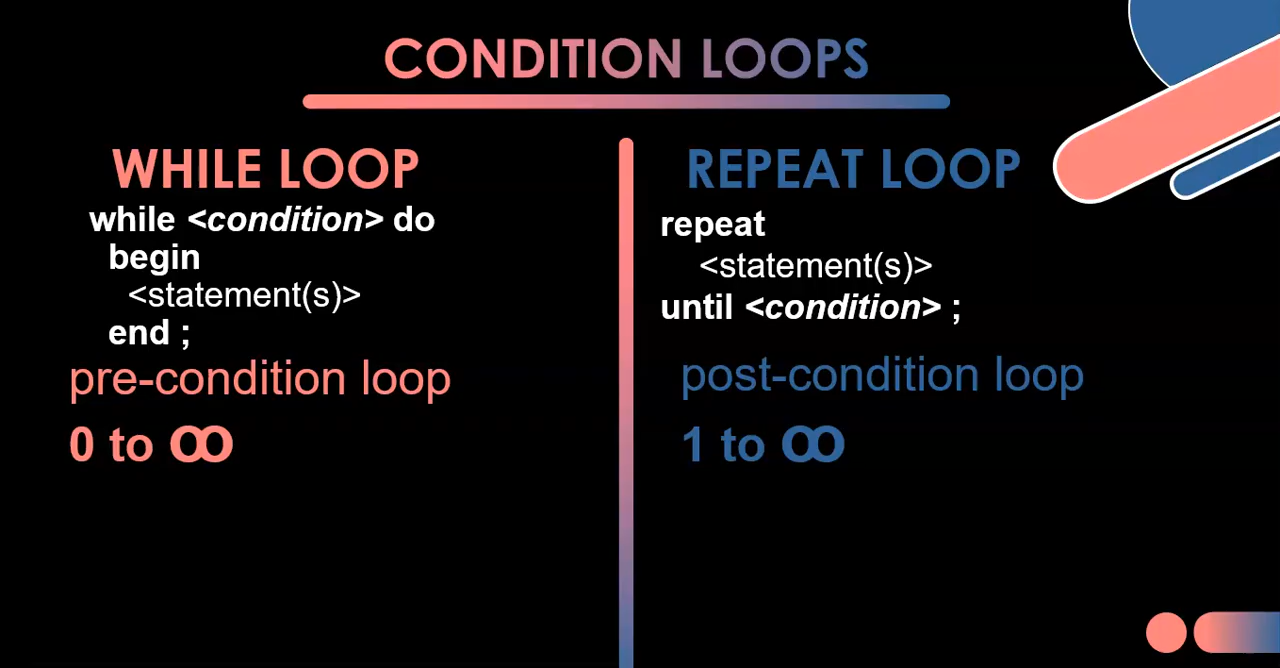 CONDITION LOOPS
WHILE LOOP
while <condition> do
begin
<statement(s)>
end ;
pre-condition loop
0 to ꝏ
REPEAT LOOP
repeat
<statement(s)>
until <condition> ;
post-condition loop
1 to ꝏ